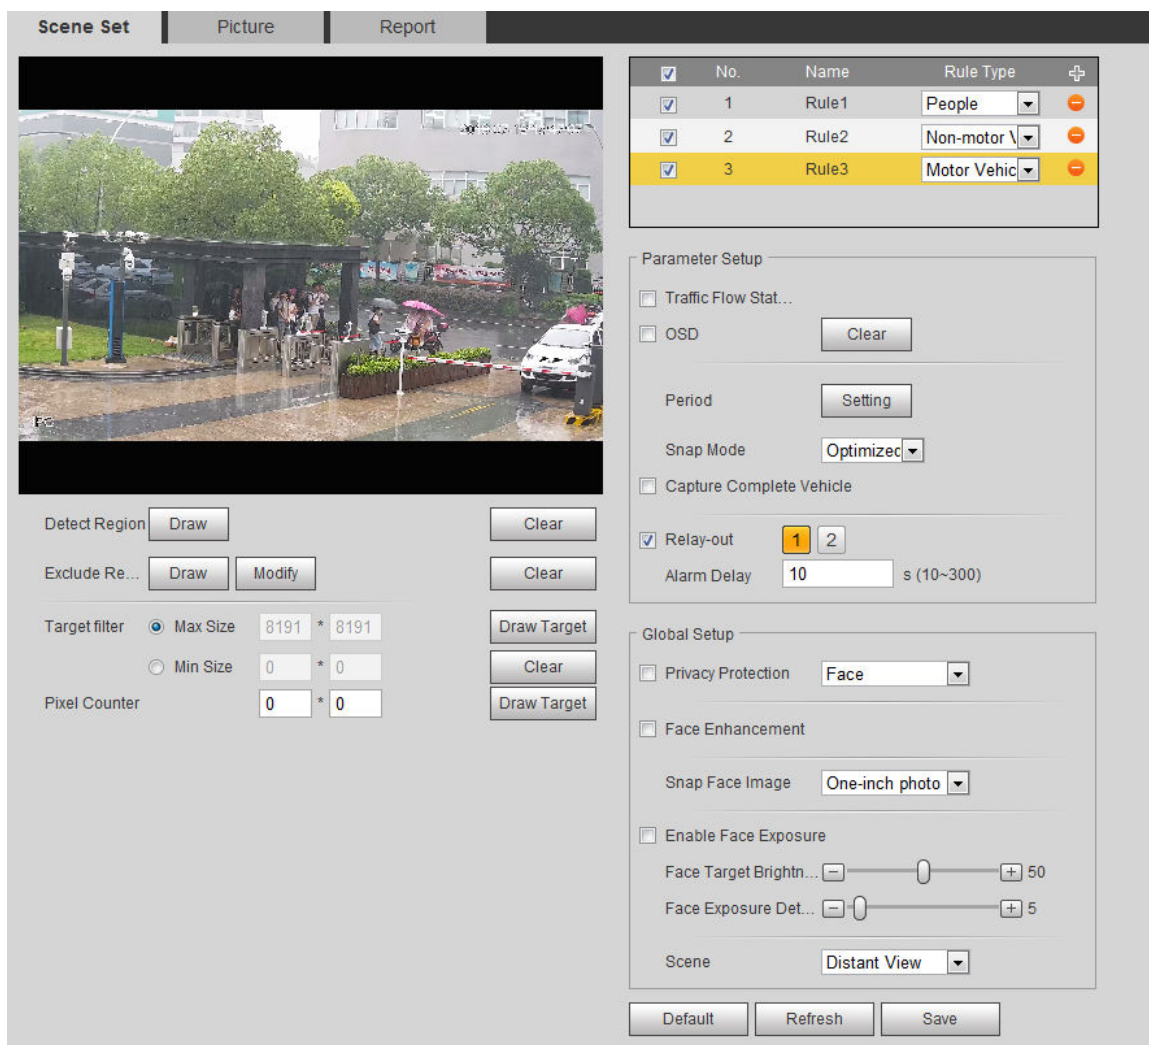 Scene Set Picture Report
No. Name Rule Type
1 Rule1 People
2 Rule2 Non-motor V
3 Rule3 Motor Vehic
Parameter Setup
Traffic Flow Stat...
OSD Clear
Period Setting
Snap Mode Optimized
Capture Complete Vehicle
Relay-out 1 2
Alarm Delay 10 s (10~300)
Detect Region Draw Clear
Exclude Re... Draw Modify Clear
Target filter Max Size 8191 * 8191 Draw Target
Min Size 0 * 0 Clear
Pixel Counter 0 * 0 Draw Target
Global Setup
Privacy Protection Face
Face Enhancement
Snap Face Image One-inch photo
Enable Face Exposure
Face Target Brightn... 50
Face Exposure Det... 5
Scene Distant View
Default Refresh Save